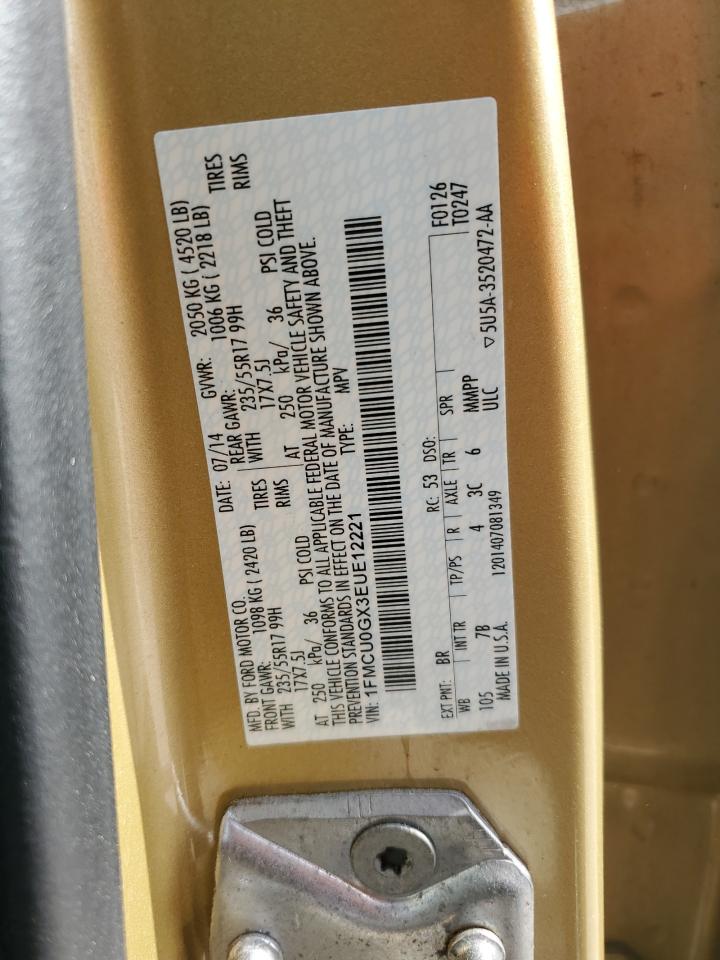 MFD. BY FORD MOTOR CO. DATE: 07/14 GVWR: 2050 KG ( 4520 LB)
FRONT GAWR: 1098 KG ( 2420 LB) REAR GAWR: 1006 KG ( 2218 LB)
WITH 235/55R17 99H TIRES WITH 235/55R17 99H TIRES
17X7.5J RIMS 17X7.5J RIMS
AT 250 kPa/ 36 PSI COLD AT 250 kPa/ 36 PSI COLD
THIS VEHICLE CONFORMS TO ALL APPLICABLE FEDERAL MOTOR VEHICLE SAFETY AND THEFT
PREVENTION STANDARDS IN EFFECT ON THE DATE OF MANUFACTURE SHOWN ABOVE.
VIN: 1FMCU0GX3EUE12221 TYPE: MPV
EXT PNT: BR RC: 53 DSO: F0126
WB INT TR TP/PS R AXLE TR SPR T0247
105 7B 4 3C 6 MMPP
MADE IN U.S.A. 1201407081349 ULC ▽5U5A-3520472-AA